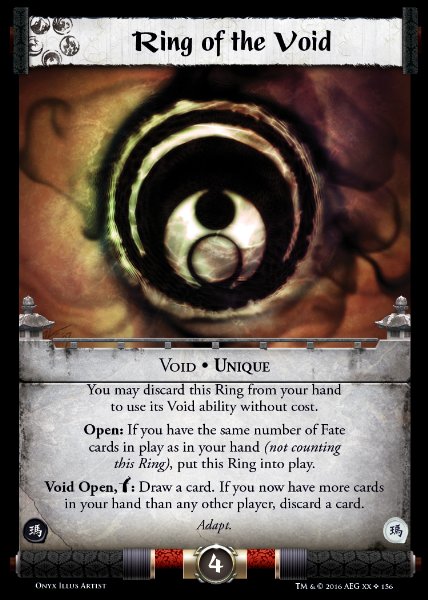 Ring of the Void
Void • Unique
You may discard this Ring from your hand
to use its Void ability without cost.
Open: If you have the same number of Fate
cards in play as in your hand (not counting
this Ring), put this Ring into play.
Void Open, : Draw a card. If you now have more cards
in your hand than any other player, discard a card.
Adapt.
瑪
瑪
4
Onyx Illus Artist
TM & © 2016 AEG XX ❖ 156